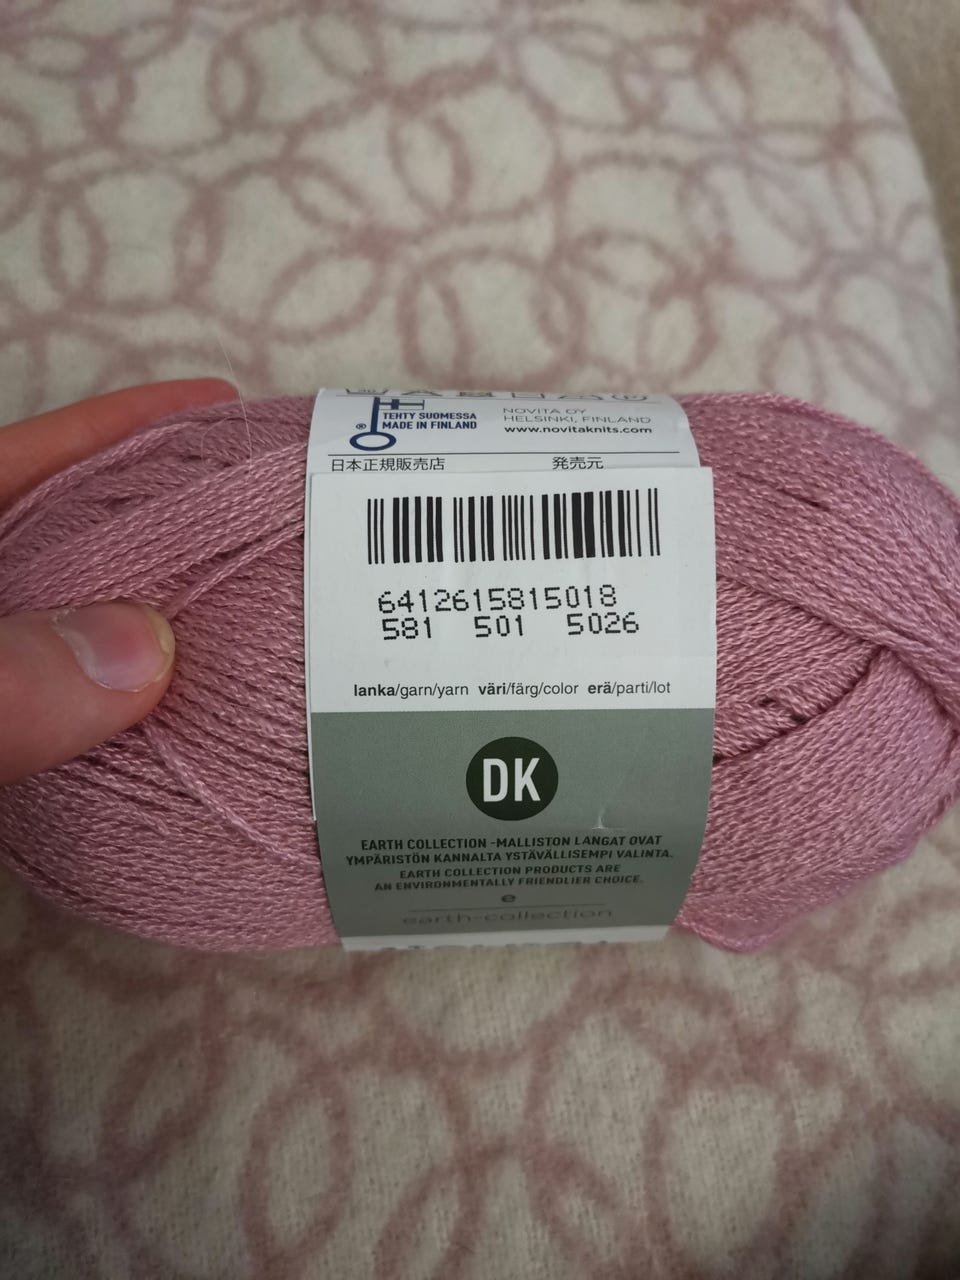 ® TEHTY SUOMESSA
MADE IN FINLAND
NOVITA OY
HELSINKI, FINLAND
www.novitaknits.com
日本正規販売店 発売元
6412615815018
581 501 5026
lanka/garn/yarn väri/färg/color erä/parti/lot
DK
EARTH COLLECTION -MALLISTON LANGAT OVAT
YMPÄRISTÖN KANNALTA YSTÄVÄLLISEMPI VALINTA.
EARTH COLLECTION PRODUCTS ARE
AN ENVIRONMENTALLY FRIENDLIER CHOICE.
e
earth-collection